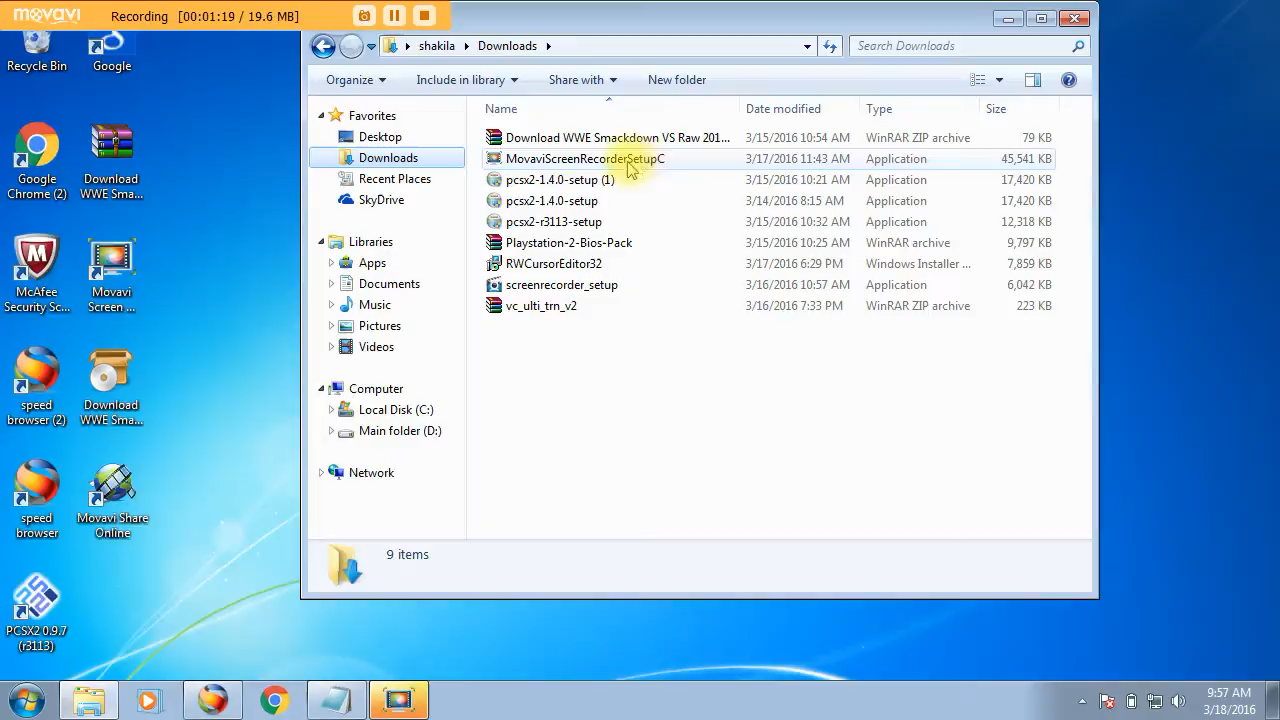 movavi Recording [00:01:19 / 19.6 MB]
shakila Downloads
Search Downloads
Organize Include in library Share with New folder
Name Date modified Type Size
Download WWE Smackdown VS Raw 201... 3/15/2016 10:54 AM WinRAR ZIP archive 79 KB
MovaviScreenRecorderSetupC 3/17/2016 11:43 AM Application 45,541 KB
pcsx2-1.4.0-setup (1) 3/15/2016 10:21 AM Application 17,420 KB
pcsx2-1.4.0-setup 3/14/2016 8:15 AM Application 17,420 KB
pcsx2-r3113-setup 3/15/2016 10:32 AM Application 12,318 KB
Playstation-2-Bios-Pack 3/15/2016 10:25 AM WinRAR archive 9,797 KB
RWCursorEditor32 3/17/2016 6:29 PM Windows Installer ... 7,859 KB
screenrecorder_setup 3/16/2016 10:57 AM Application 6,042 KB
vc_ulti_trn_v2 3/16/2016 7:33 PM WinRAR ZIP archive 223 KB
Favorites
Desktop
Downloads
Recent Places
SkyDrive
Libraries
Apps
Documents
Music
Pictures
Videos
Computer
Local Disk (C:)
Main folder (D:)
Network
9 items
Recycle Bin
Google
Google
Chrome (2)
Download
WWE Sma...
McAfee
Security Sc...
Movavi
Screen ...
speed
browser (2)
Download
WWE Sma...
speed
browser
Movavi Share
Online
PCSX2 0.9.7
(r3113)
9:57 AM
3/18/2016